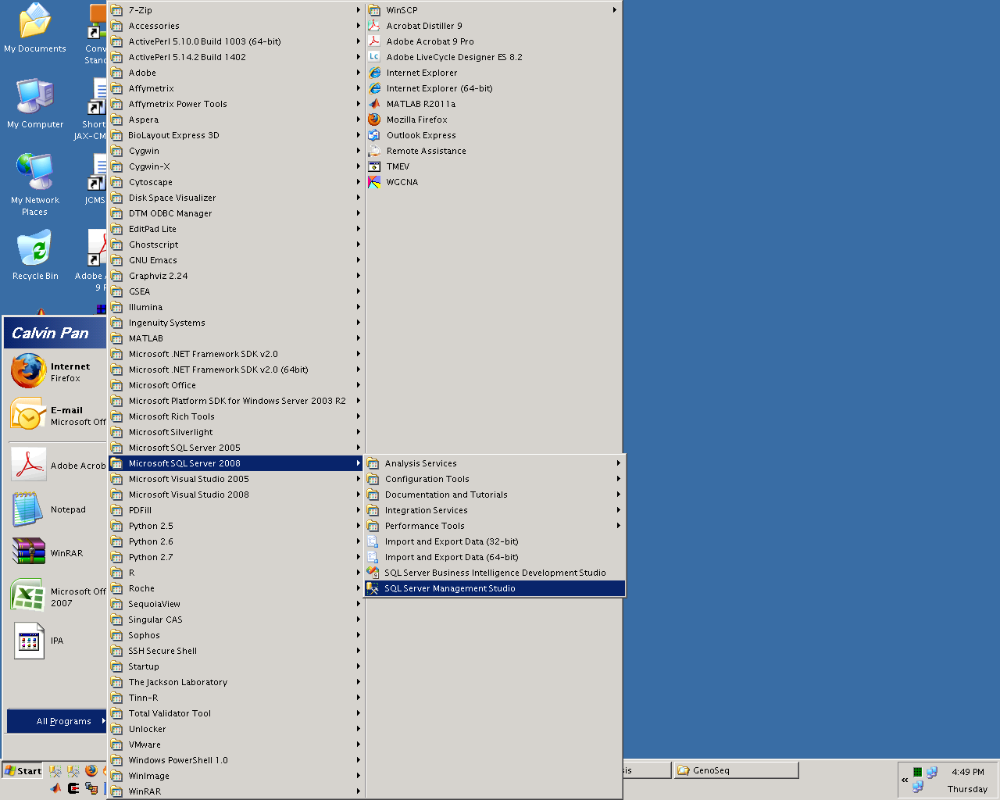 My Documents
My Computer
My Network
Places
Recycle Bin
Conv
Stand
Short
JAX-CM
JCMS
Adobe
Calvin Pan
Internet
Firefox
E-mail
Microsoft Off
Adobe Acrob
Notepad
WinRAR
Microsoft Off
2007
IPA
All Programs
7-Zip
Accessories
ActivePerl 5.10.0 Build 1003 (64-bit)
ActivePerl 5.14.2 Build 1402
Adobe
Affymetrix
Affymetrix Power Tools
Aspera
BioLayout Express 3D
Cygwin
Cygwin-X
Cytoscape
Disk Space Visualizer
DTM ODBC Manager
EditPad Lite
Ghostscript
GNU Emacs
Graphviz 2.24
GSEA
Illumina
Ingenuity Systems
MATLAB
Microsoft .NET Framework SDK v2.0
Microsoft .NET Framework SDK v2.0 (64bit)
Microsoft Office
Microsoft Platform SDK for Windows Server 2003 R2
Microsoft Rich Tools
Microsoft Silverlight
Microsoft SQL Server 2005
Microsoft SQL Server 2008
Microsoft Visual Studio 2005
Microsoft Visual Studio 2008
PDFill
Python 2.5
Python 2.6
Python 2.7
R
Roche
SequoiaView
Singular CAS
Sophos
SSH Secure Shell
Startup
The Jackson Laboratory
Tinn-R
Total Validator Tool
Unlocker
VMware
Windows PowerShell 1.0
WinImage
WinRAR
WinSCP
Acrobat Distiller 9
Adobe Acrobat 9 Pro
Adobe LiveCycle Designer ES 8.2
Internet Explorer
Internet Explorer (64-bit)
MATLAB R2011a
Mozilla Firefox
Outlook Express
Remote Assistance
TMEV
WGCNA
Analysis Services
Configuration Tools
Documentation and Tutorials
Integration Services
Performance Tools
Import and Export Data (32-bit)
Import and Export Data (64-bit)
SQL Server Business Intelligence Development Studio
SQL Server Management Studio
Start
sis
GenoSeq
4:49 PM
Thursday